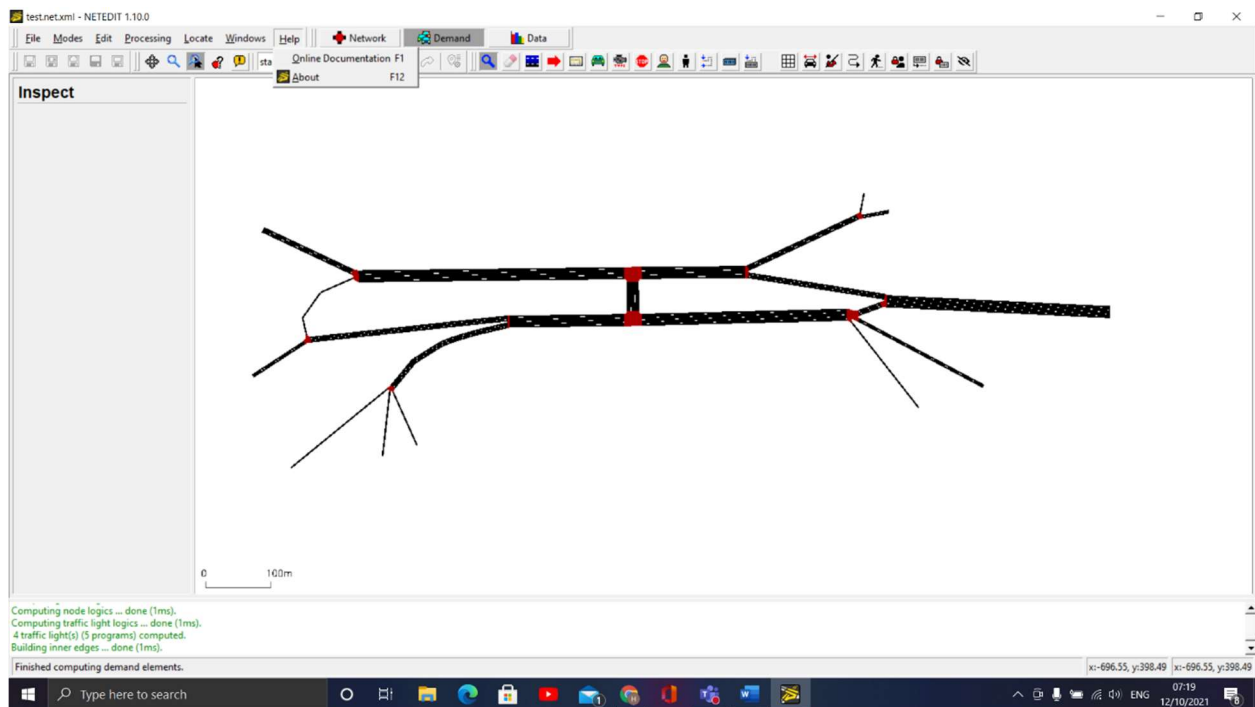 test.net.xml - NETEDIT 1.10.0
File Modes Edit Processing Locate Windows Help Network Demand Data
sta
Online Documentation F1
About F12
Inspect
0 100m
Computing node logics ... done (1ms).
Computing traffic light logics ... done (1ms).
4 traffic light(s) (5 programs) computed.
Building inner edges ... done (1ms).
Finished computing demand elements.
x:-696.55, y:398.49 x:-696.55, y:398.49
Type here to search
ENG
07:19
12/10/2021